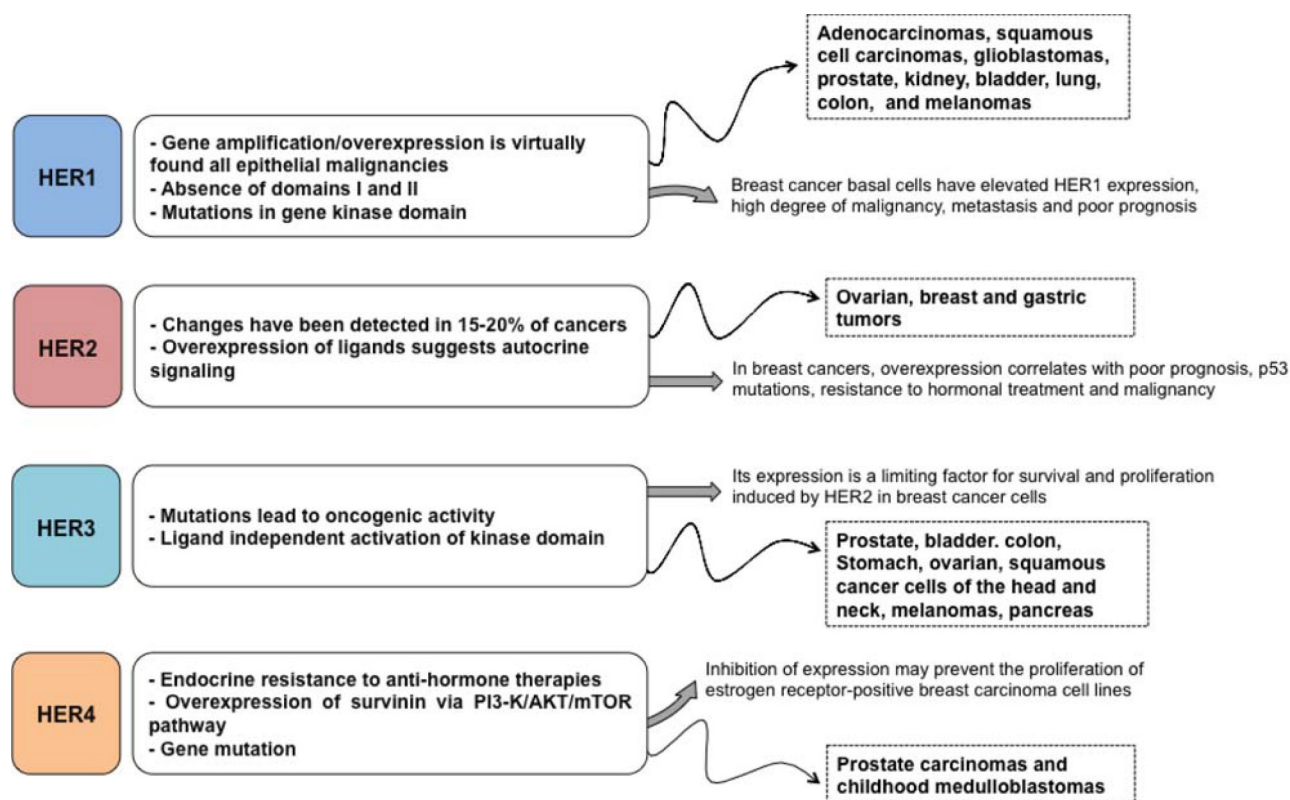 Adenocarcinomas, squamous
cell carcinomas, glioblastomas,
prostate, kidney, bladder, lung,
colon, and melanomas
HER1
- Gene amplification/overexpression is virtually
found all epithelial malignancies
- Absence of domains I and II
- Mutations in gene kinase domain
Breast cancer basal cells have elevated HER1 expression,
high degree of malignancy, metastasis and poor prognosis
HER2
- Changes have been detected in 15-20% of cancers
- Overexpression of ligands suggests autocrine
signaling
Ovarian, breast and gastric
tumors
In breast cancers, overexpression correlates with poor prognosis, p53
mutations, resistance to hormonal treatment and malignancy
HER3
- Mutations lead to oncogenic activity
- Ligand independent activation of kinase domain
Its expression is a limiting factor for survival and proliferation
induced by HER2 in breast cancer cells
Prostate, bladder. colon,
Stomach, ovarian, squamous
cancer cells of the head and
neck, melanomas, pancreas
HER4
- Endocrine resistance to anti-hormone therapies
- Overexpression of survinin via PI3-K/AKT/mTOR
pathway
- Gene mutation
Inhibition of expression may prevent the proliferation of
estrogen receptor-positive breast carcinoma cell lines
Prostate carcinomas and
childhood medulloblastomas